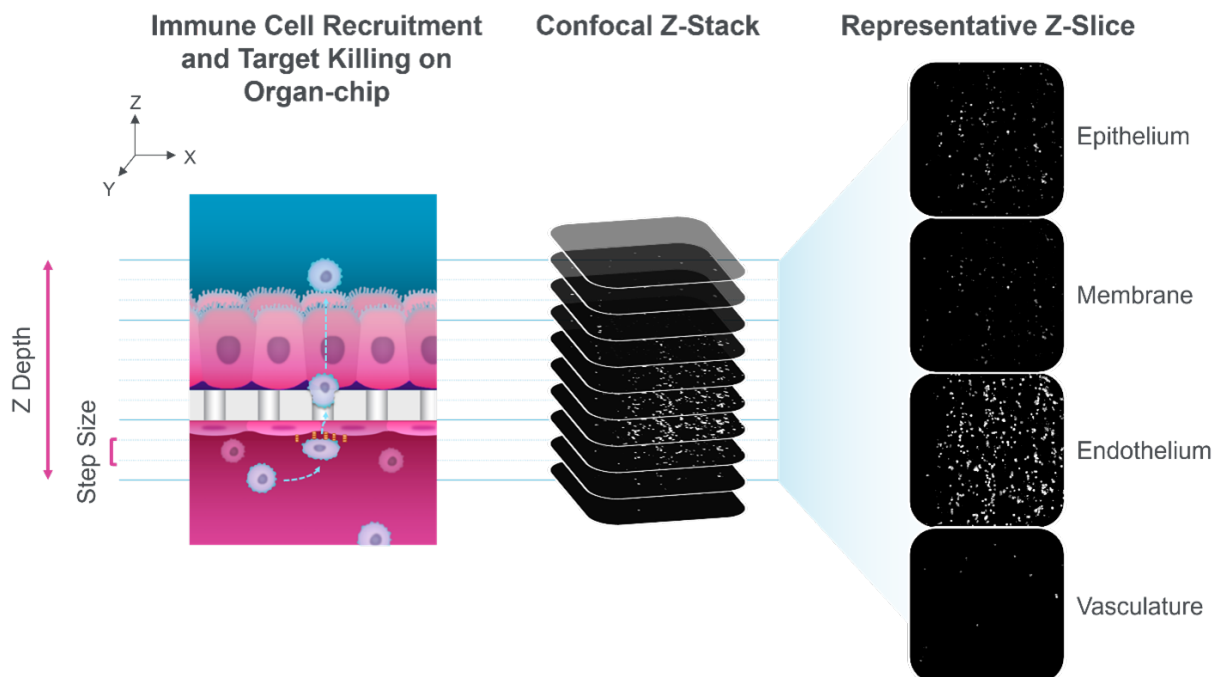 Immune Cell Recruitment
and Target Killing on
Organ-chip
Confocal Z-Stack
Representative Z-Slice
Z
X
Y
Z Depth
Step Size
Epithelium
Membrane
Endothelium
Vasculature